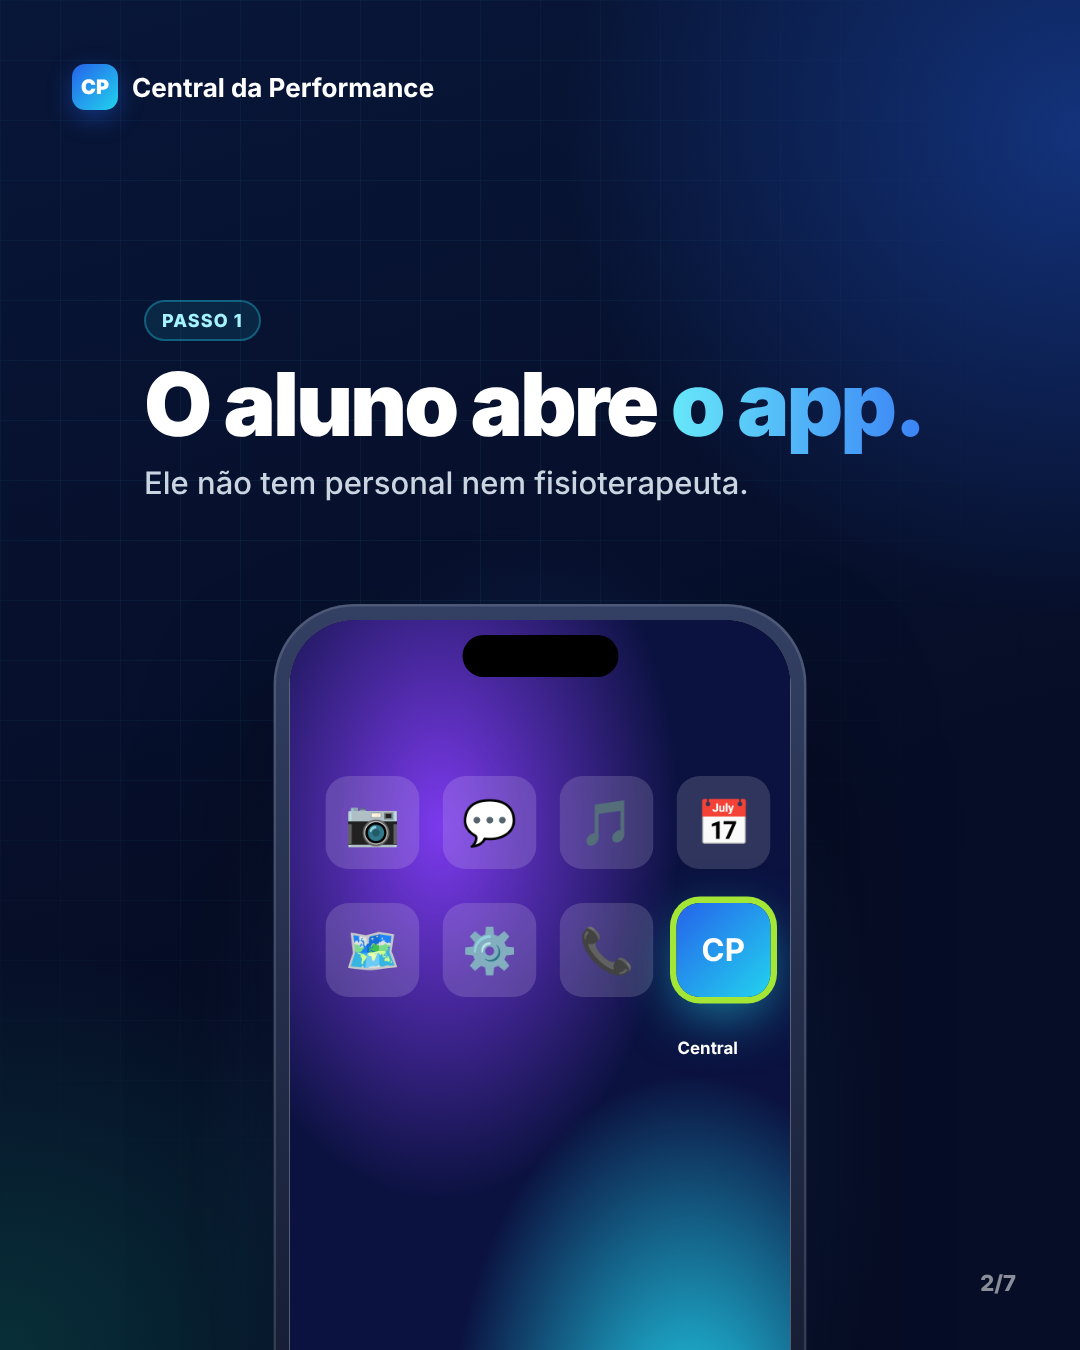 CP Central da Performance
PASSO 1
O aluno abre o app.
Ele não tem personal nem fisioterapeuta.
July
17
CP
Central
2/7